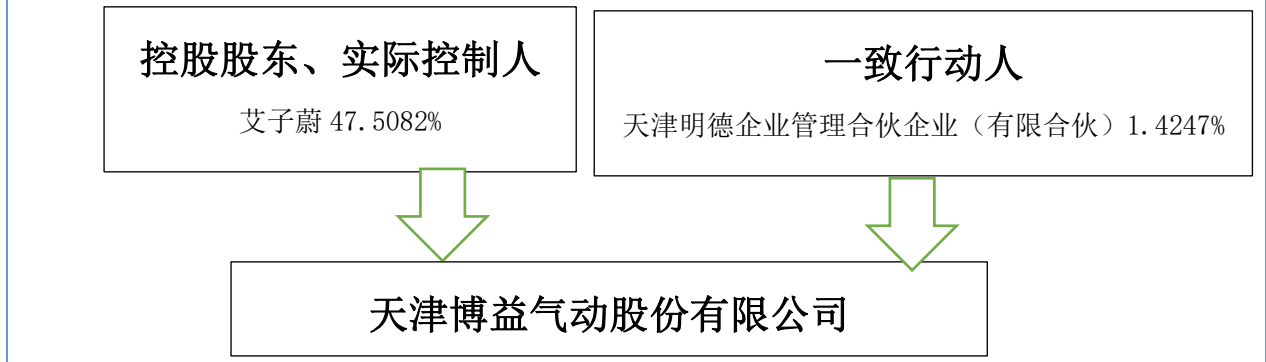 控股股东、实际控制人
艾子蔚 47.5082%
一致行动人
天津明德企业管理合伙企业（有限合伙）1.4247%
天津博益气动股份有限公司